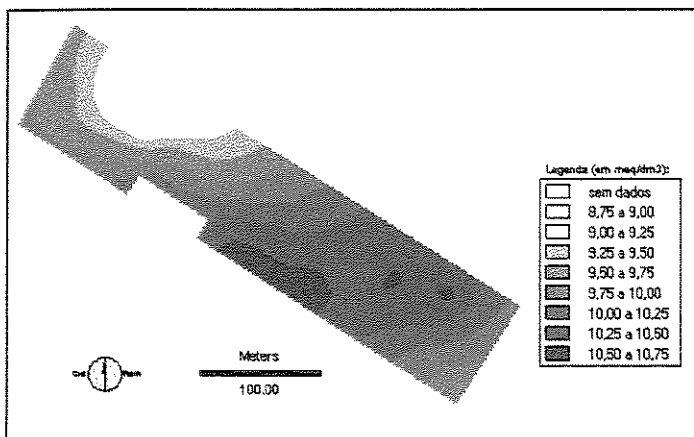 Legenda (em meq/dm3):
sem dados
8,75 a 9,00
9,00 a 9,25
9,25 a 9,50
9,50 a 9,75
9,75 a 10,00
10,00 a 10,25
10,25 a 10,50
10,50 a 10,75
Meters
100.00